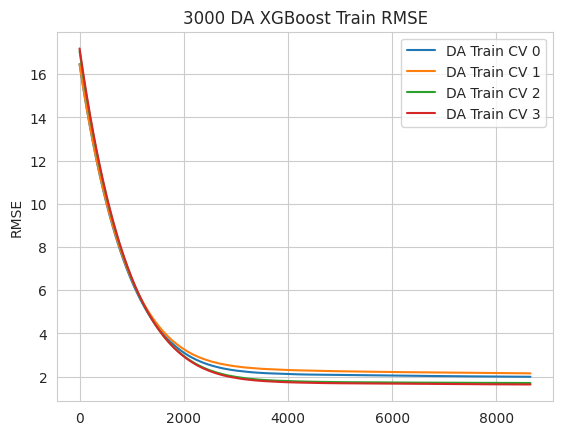 3000 DA XGBoost Train RMSE
DA Train CV 0
DA Train CV 1
DA Train CV 2
DA Train CV 3
RMSE
16
14
12
10
8
6
4
2
0
2000
4000
6000
8000